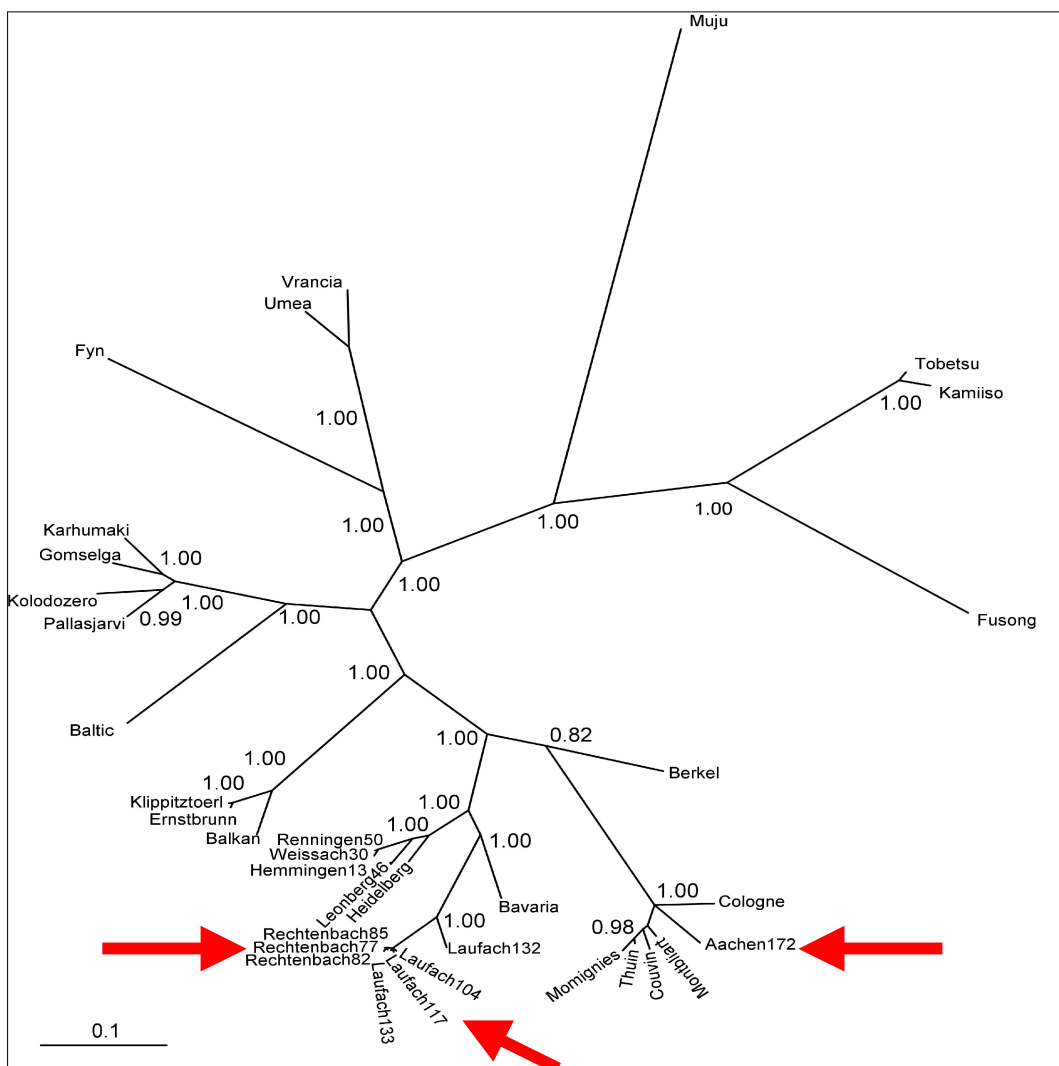 Muju
Vrancia
Umea
Fyn
Tobetsu
Kamiiso
1.00
1.00
1.00
1.00
1.00
Karhumaki
1.00
Gomselga
1.00
Kolodozero
1.00
Pallasjarvi
0.99
1.00
Fusong
1.00
Baltic
1.00
0.82
1.00
Berkel
1.00
Klippitztoerl
Ernstbrunn
Balkan
1.00
1.00
Renningen50
1.00
Weissach30
Hemmingen13
Leonberg46
Heidelberg
Bavaria
1.00
Cologne
Rechtenbach85
1.00
0.98
Rechtenbach77
Laufach132
Aachen172
Rechtenbach82
Laufach104
Laufach117
Laufach133
Momignies
Thuin
Couvin
Montbliart
0.1